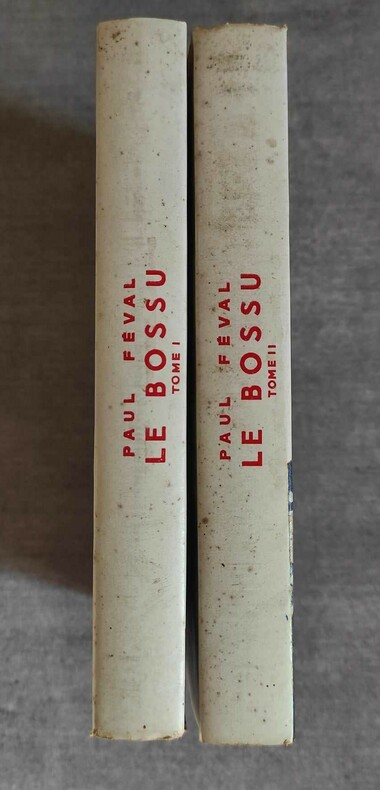 PAUL FÉVAL
LE BOSSU
TOME I
PAUL FÉVAL
LE BOSSU
TOME II